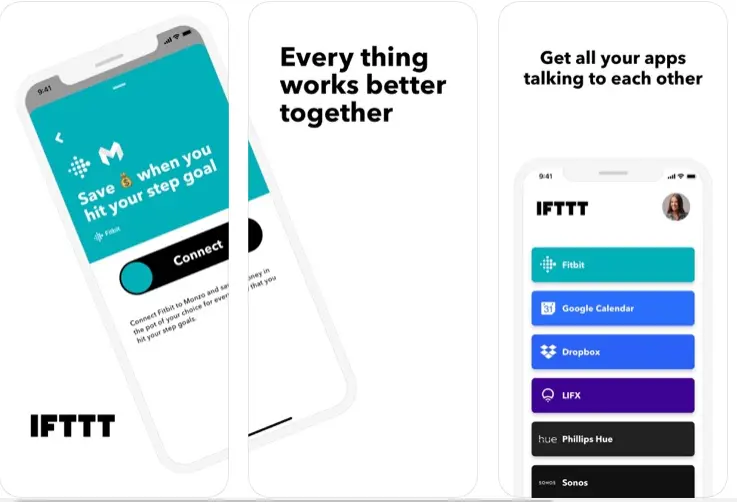 9:41
M
Save 💰 when you
hit your step goal
Fitbit
Connect
Connect Fitbit to Monzo and save money in
the pot of your choice for every that you
hit your step goals.
IFTTT
Every thing
works better
together
Get all your apps
talking to each other
9:41
IFTTT
Fitbit
31 Google Calendar
Dropbox
LIFX
hue Phillips Hue
SONOS Sonos